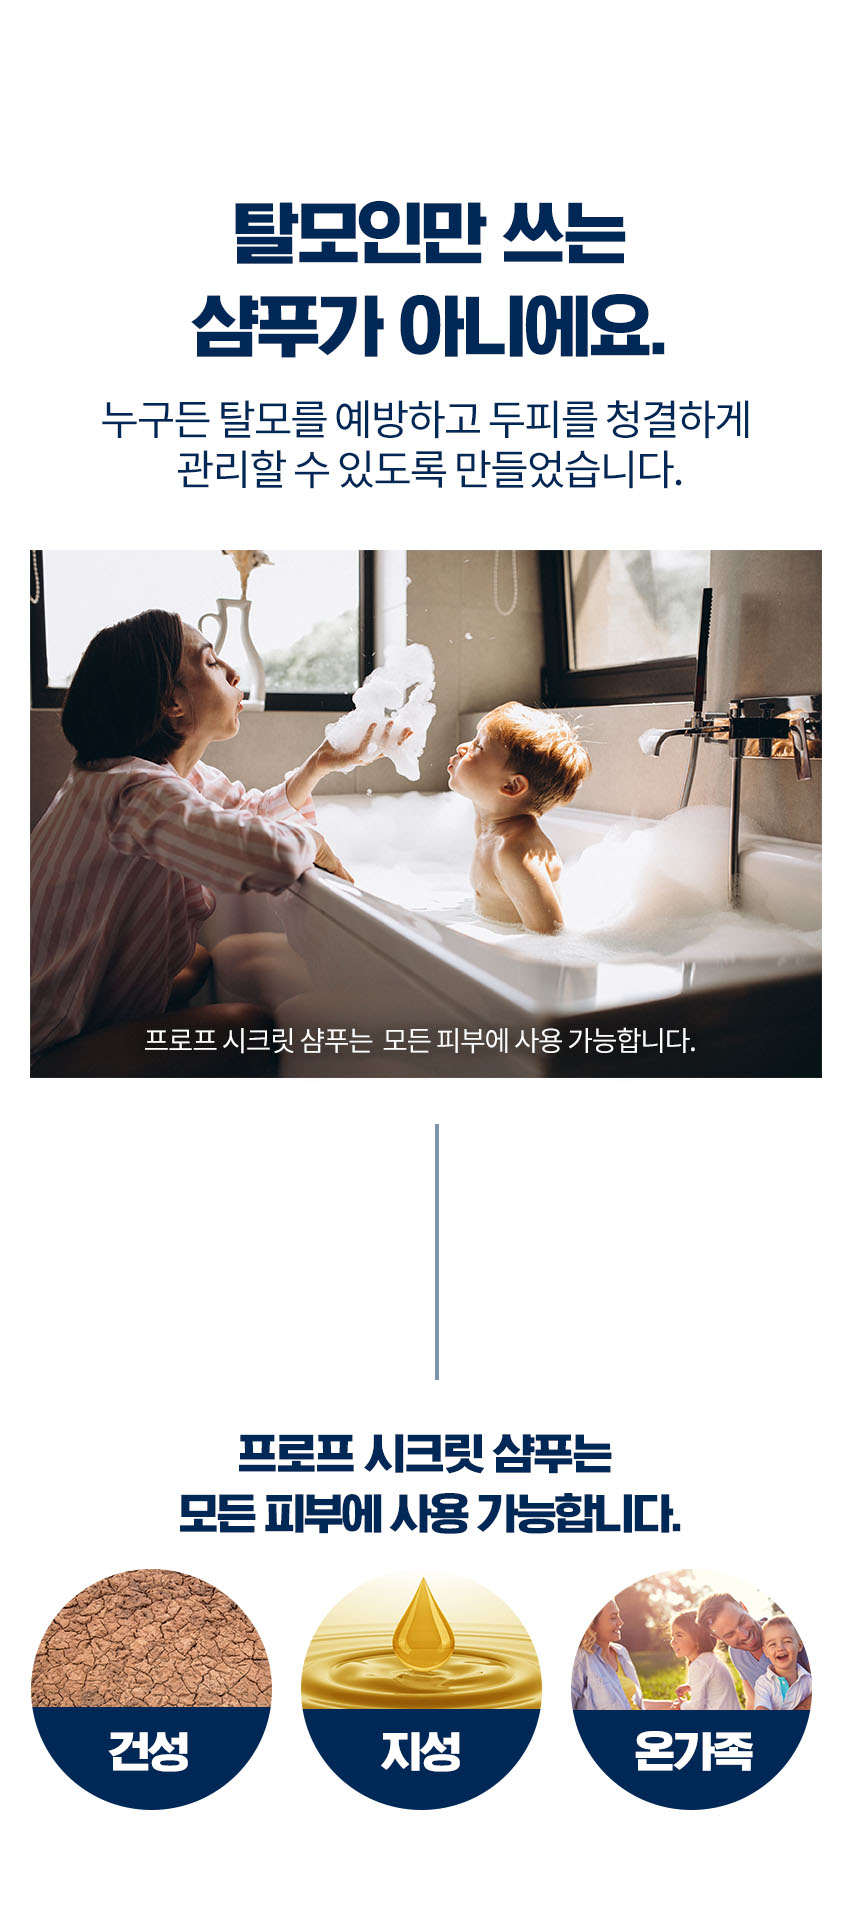 탈모인만 쓰는
샴푸가 아니에요.
누구든 탈모를 예방하고 두피를 청결하게
관리할 수 있도록 만들었습니다.
프로프 시크릿 샴푸는 모든 피부에 사용 가능합니다.
프로프 시크릿 샴푸는
모든 피부에 사용 가능합니다.
건성
지성
온가족